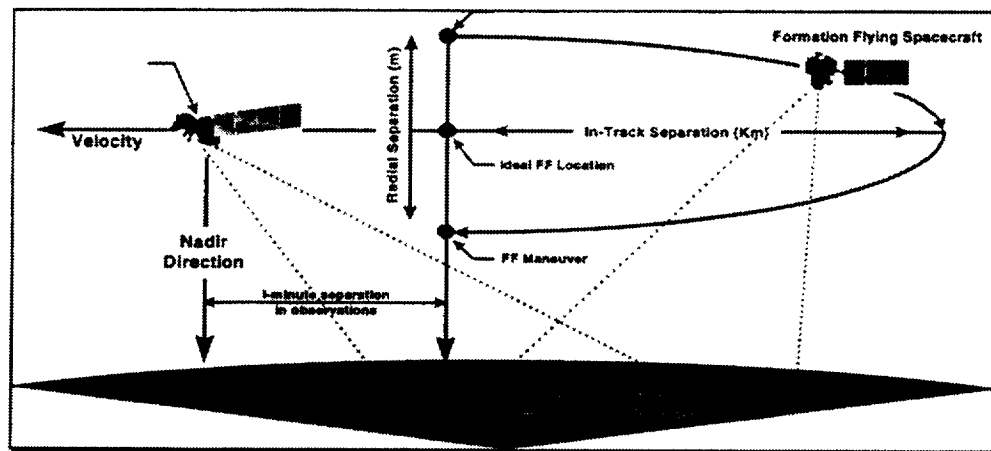 Formation Flying Spacecraft
Velocity
Radial Separation (m)
In-Track Separation (Km)
Ideal FF Location
Nadir
Direction
FF Maneuver
I-minute separation
in observations